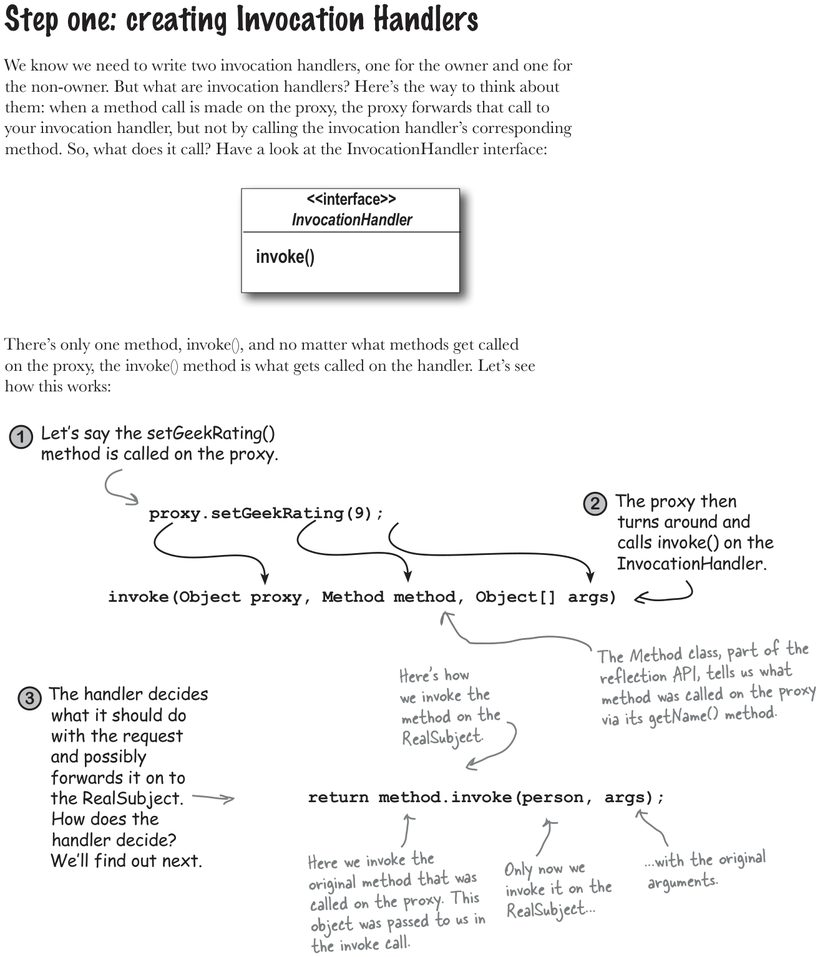 Step one: creating Invocation Handlers
We know we need to write two invocation handlers, one for the owner and one for
the non-owner. But what are invocation handlers? Here's the way to think about
them: when a method call is made on the proxy, the proxy forwards that call to
your invocation handler, but not by calling the invocation handler's corresponding
method. So, what does it call? Have a look at the InvocationHandler interface:
<<interface>>
InvocationHandler
invoke()
There's only one method, invoke(), and no matter what methods get called
on the proxy, the invoke() method is what gets called on the handler. Let's see
how this works:
1 Let's say the setGeekRating()
method is called on the proxy.
proxy.setGeekRating(9);
2 The proxy then
turns around and
calls invoke() on the
InvocationHandler.
invoke(Object proxy, Method method, Object[] args)
The Method class, part of the
reflection API, tells us what
method was called on the proxy
via its getName() method.
Here's how
we invoke the
method on the
RealSubject.
3 The handler decides
what it should do
with the request
and possibly
forwards it on to
the RealSubject.
How does the
handler decide?
We'll find out next.
return method.invoke(person, args);
Here we invoke the
original method that was
called on the proxy. This
object was passed to us in
the invoke call.
Only now we
invoke it on the
RealSubject...
...with the original
arguments.